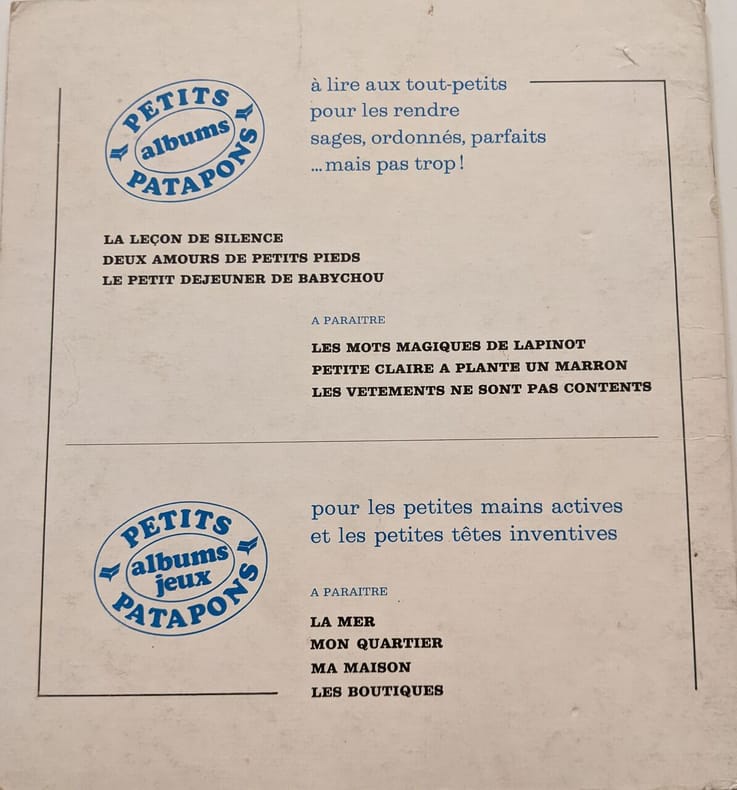 PETITS
albums
PATAPONS
à lire aux tout-petits
pour les rendre
sages, ordonnés, parfaits
...mais pas trop !
LA LEÇON DE SILENCE
DEUX AMOURS DE PETITS PIEDS
LE PETIT DEJEUNER DE BABYCHOU
A PARAITRE
LES MOTS MAGIQUES DE LAPINOT
PETITE CLAIRE A PLANTE UN MARRON
LES VETEMENTS NE SONT PAS CONTENTS
PETITS
albums
jeux
PATAPONS
pour les petites mains actives
et les petites têtes inventives
A PARAITRE
LA MER
MON QUARTIER
MA MAISON
LES BOUTIQUES